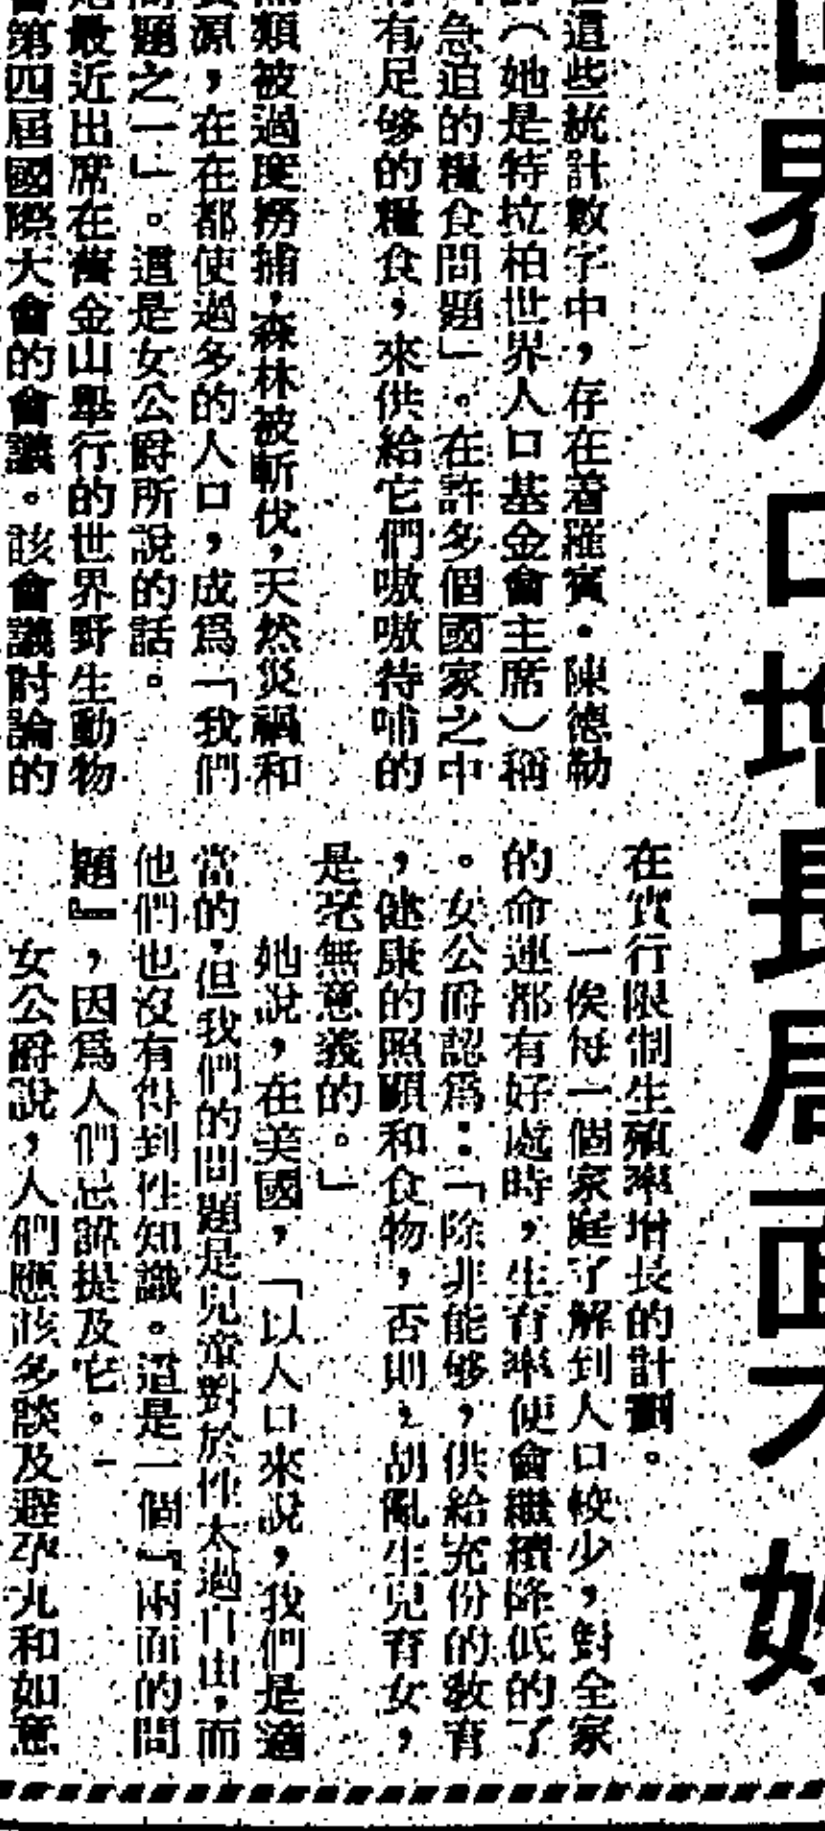 世界人口增長局面不妙
這些統計數字中，存在着羅賓・陳德勒
（她是特拉柏世界人口基金會主席）稱
急迫的糧食問題」。在許多個國家之中
有足够的糧食，來供給它們嗷嗷待哺的
類被過度撈捕，森林被斬伐，天然災禍和
源，在在都使過多的人口，成爲「我們
問題之一」。這是女公爵所說的話。
她最近出席在舊金山舉行的世界野生動物
會第四屆國際大會的會議。該會議討論的
在實行限制生殖率增長的計劃。
一俟每一個家庭了解到人口較少，對全家
的命運都有好處時，生育率便會繼續降低的了
。女公爵認爲：「除非能够，供給充份的教育
，健康的照顧和食物，否則，胡亂生兒育女，
是毫無意義的。」
她說，在美國，「以人口來說，我們是適
當的，但我們的問題是兒童對於性太過自由，而
他們也沒有得到性知識。這是一個『兩面的問
題』，因爲人們忌諱提及它。」
女公爵說，人們應該多談及避孕丸和如意